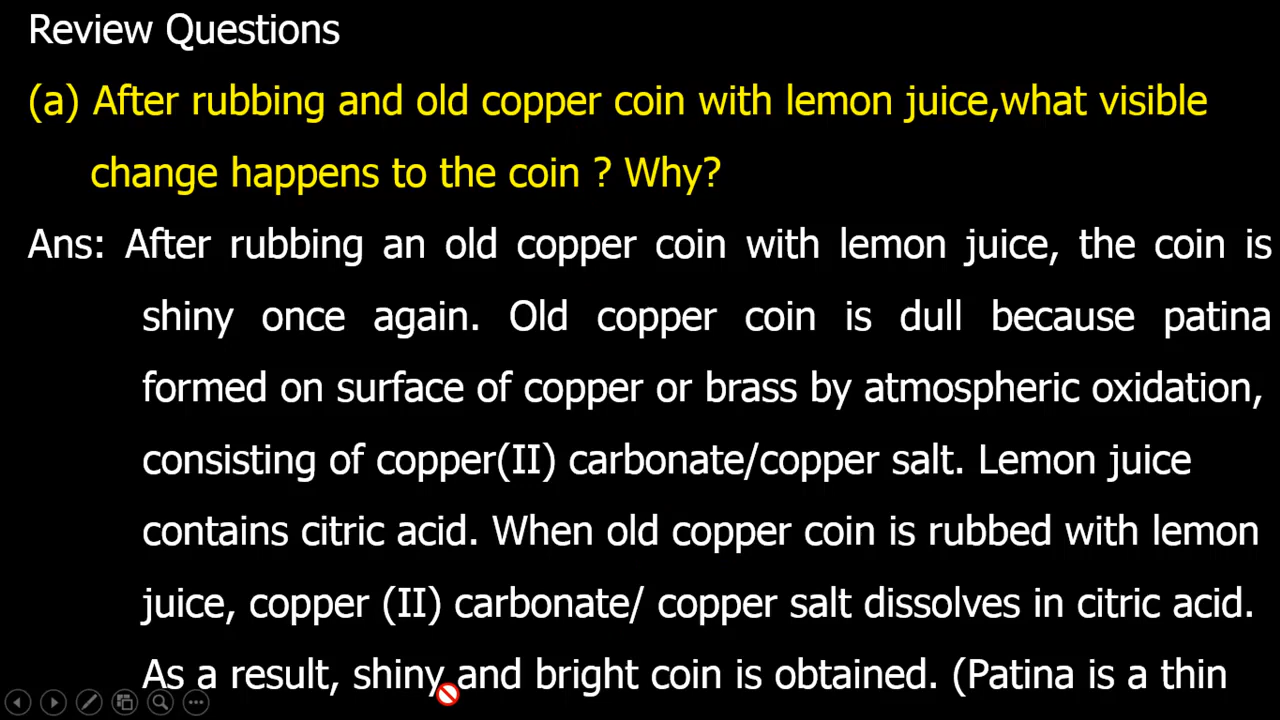 Review Questions
(a) After rubbing and old copper coin with lemon juice,what visible
change happens to the coin ? Why?
Ans: After rubbing an old copper coin with lemon juice, the coin is
shiny once again. Old copper coin is dull because patina
formed on surface of copper or brass by atmospheric oxidation,
consisting of copper(II) carbonate/copper salt. Lemon juice
contains citric acid. When old copper coin is rubbed with lemon
juice, copper (II) carbonate/ copper salt dissolves in citric acid.
As a result, shiny and bright coin is obtained. (Patina is a thin